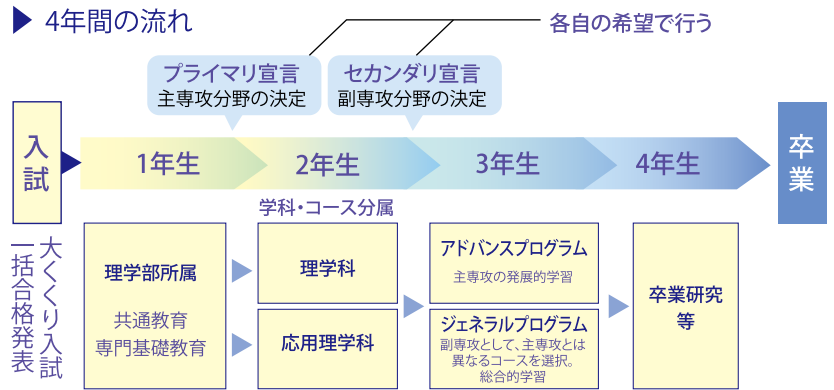 4年間の流れ
各自の希望で行う
プライマリ宣言
主専攻分野の決定
セカンダリ宣言
副専攻分野の決定
入試
1年生
2年生
3年生
4年生
卒業
大くくり入試
一括合格発表
学科・コース分属
理学部所属
共通教育
専門基礎教育
理学科
応用理学科
アドバンスプログラム
主専攻の発展的学習
ジェネラルプログラム
副専攻として、主専攻とは
異なるコースを選択。
総合的学習
卒業研究
等